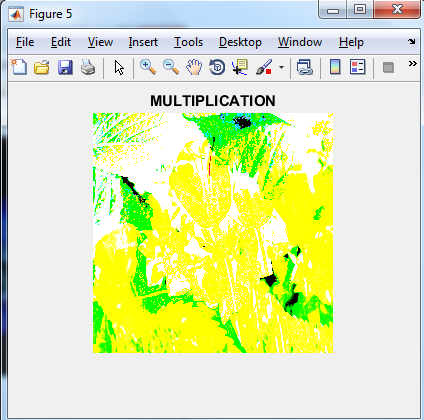 Figure 5
File Edit View Insert Tools Desktop Window Help
MULTIPLICATION